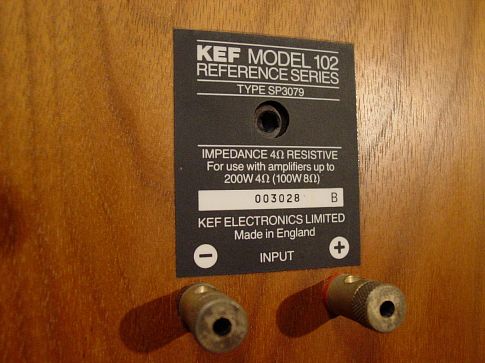 KEF MODEL 102
REFERENCE SERIES
TYPE SP3079
IMPEDANCE 4Ω RESISTIVE
For use with amplifiers up to
200W 4Ω (100W 8Ω)
003028 B
KEF ELECTRONICS LIMITED
Made in England
− INPUT +